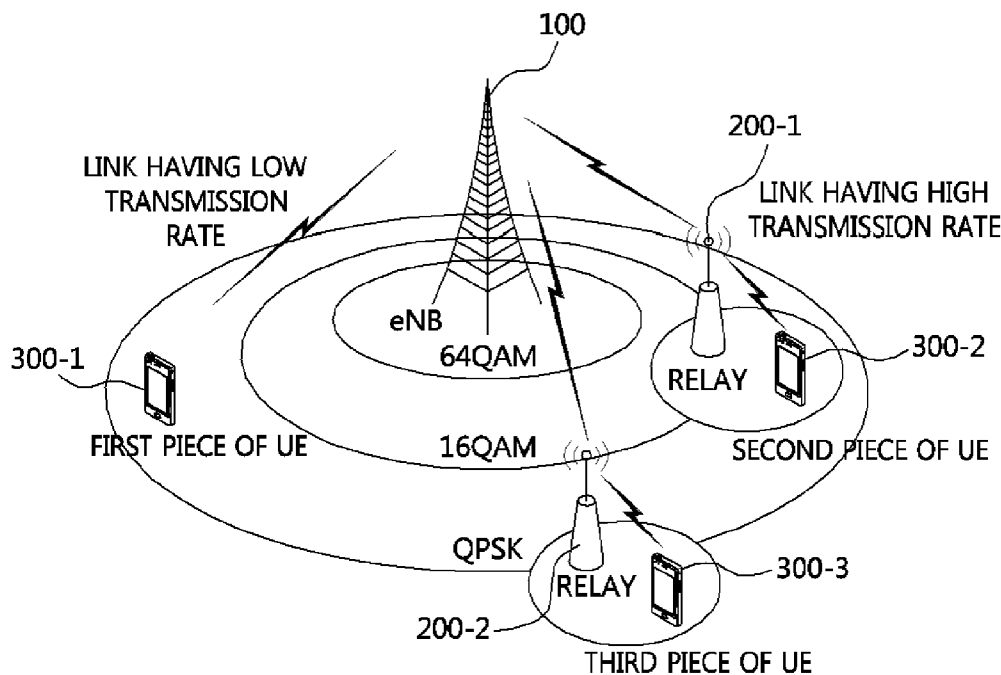 100
200-1
LINK HAVING LOW
TRANSMISSION
RATE
LINK HAVING HIGH
TRANSMISSION RATE
eNB
64QAM
300-1
300-2
RELAY
FIRST PIECE OF UE
16QAM
SECOND PIECE OF UE
QPSK
300-3
RELAY
200-2
THIRD PIECE OF UE